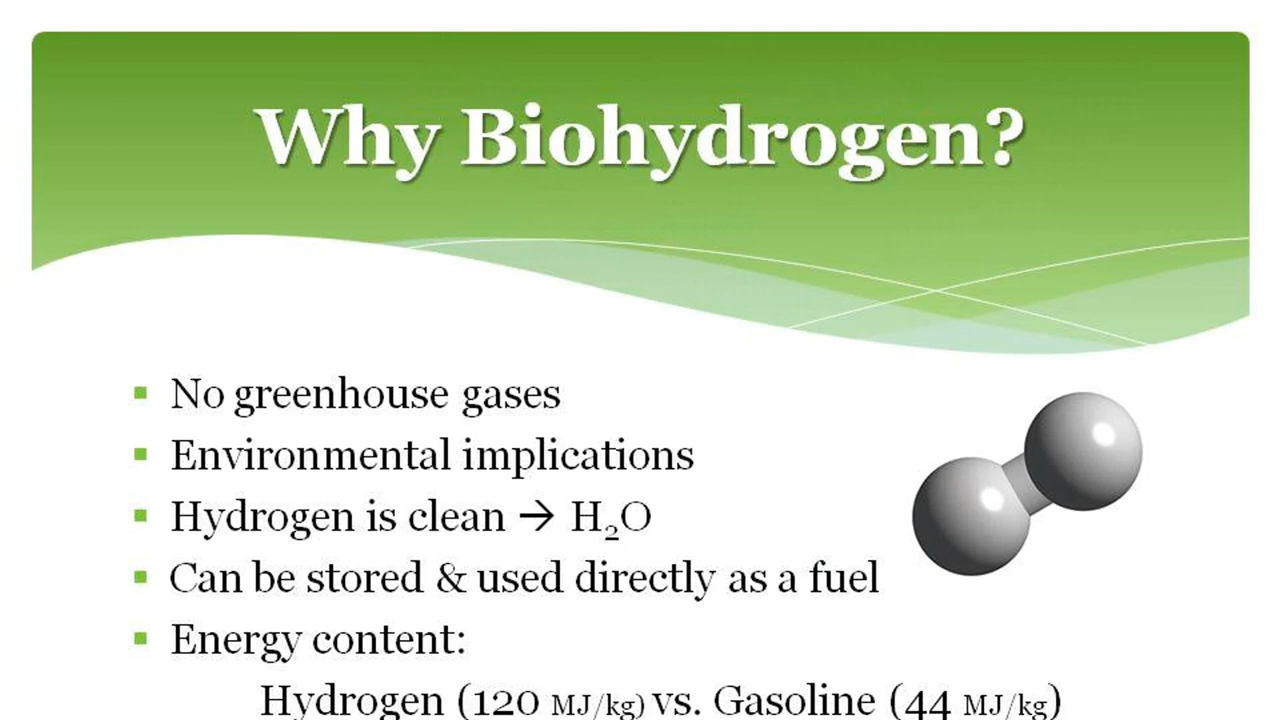 Why Biohydrogen?
▪ No greenhouse gases
▪ Environmental implications
▪ Hydrogen is clean → H₂O
▪ Can be stored & used directly as a fuel
▪ Energy content:
Hydrogen (120 MJ/kg) vs. Gasoline (44 MJ/kg)